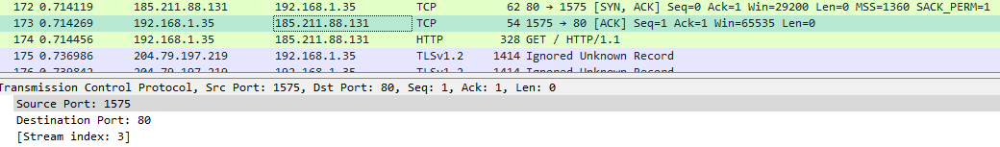 172 0.714119 185.211.88.131 192.168.1.35 TCP 62 80 → 1575 [SYN, ACK] Seq=0 Ack=1 Win=29200 Len=0 MSS=1360 SACK_PERM=1
173 0.714269 192.168.1.35 185.211.88.131 TCP 54 1575 → 80 [ACK] Seq=1 Ack=1 Win=65535 Len=0
174 0.714456 192.168.1.35 185.211.88.131 HTTP 328 GET / HTTP/1.1
175 0.736986 204.79.197.219 192.168.1.35 TLSv1.2 1414 Ignored Unknown Record
176 0.739842 204.79.197.219 192.168.1.35 TLSv1.2 1414 Ignored Unknown Record
Transmission Control Protocol, Src Port: 1575, Dst Port: 80, Seq: 1, Ack: 1, Len: 0
Source Port: 1575
Destination Port: 80
[Stream index: 3]